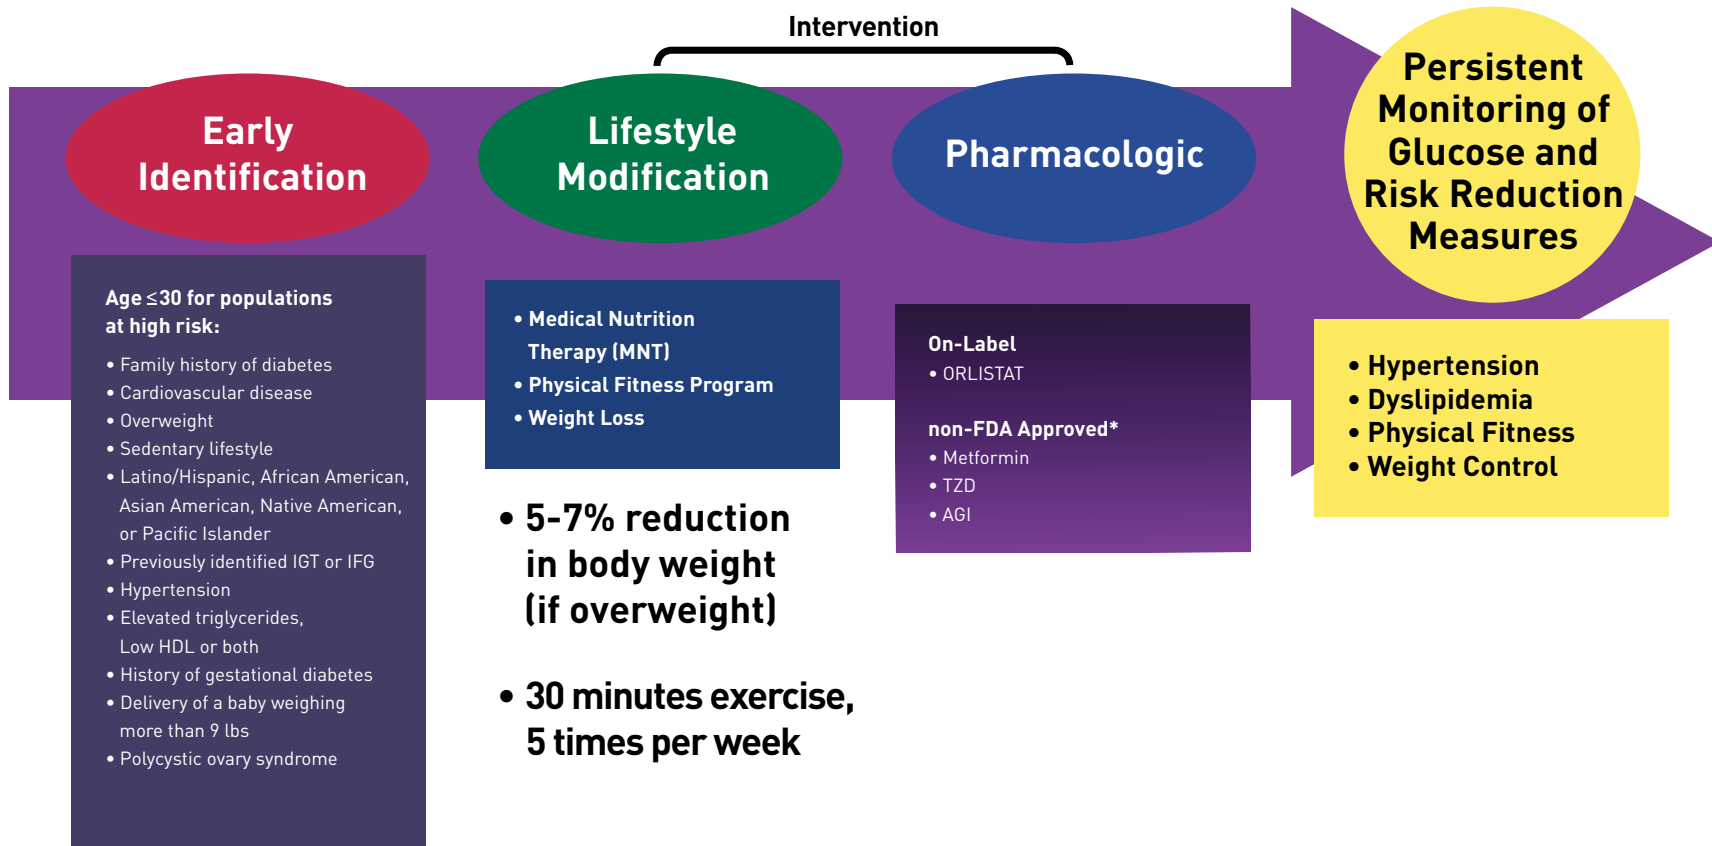 Intervention
Early
Identification
Lifestyle
Modification
Pharmacologic
Persistent
Monitoring of
Glucose and
Risk Reduction
Measures
Age ≤30 for populations
at high risk:
• Family history of diabetes
• Cardiovascular disease
• Overweight
• Sedentary lifestyle
• Latino/Hispanic, African American,
Asian American, Native American,
or Pacific Islander
• Previously identified IGT or IFG
• Hypertension
• Elevated triglycerides,
Low HDL or both
• History of gestational diabetes
• Delivery of a baby weighing
more than 9 lbs
• Polycystic ovary syndrome
• Medical Nutrition
Therapy (MNT)
• Physical Fitness Program
• Weight Loss
• 5-7% reduction
in body weight
(if overweight)
• 30 minutes exercise,
5 times per week
On-Label
• ORLISTAT
non-FDA Approved*
• Metformin
• TZD
• AGI
• Hypertension
• Dyslipidemia
• Physical Fitness
• Weight Control